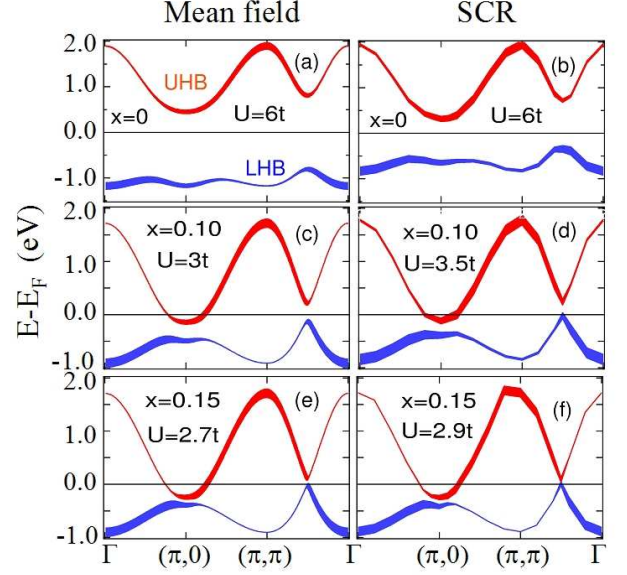 Mean field SCR
2.0
(a) (b)
UHB
1.0
x=0 U=6t x=0 U=6t
0.0
LHB
-1.0
2.0
(c) (d)
x=0.10 x=0.10
U=3t U=3.5t
1.0
0.0
-1.0
2.0
(e) (f)
x=0.15 x=0.15
U=2.7t U=2.9t
1.0
0.0
-1.0
E-E_F (eV)
Γ (π,0) (π,π) Γ (π,0) (π,π) Γ